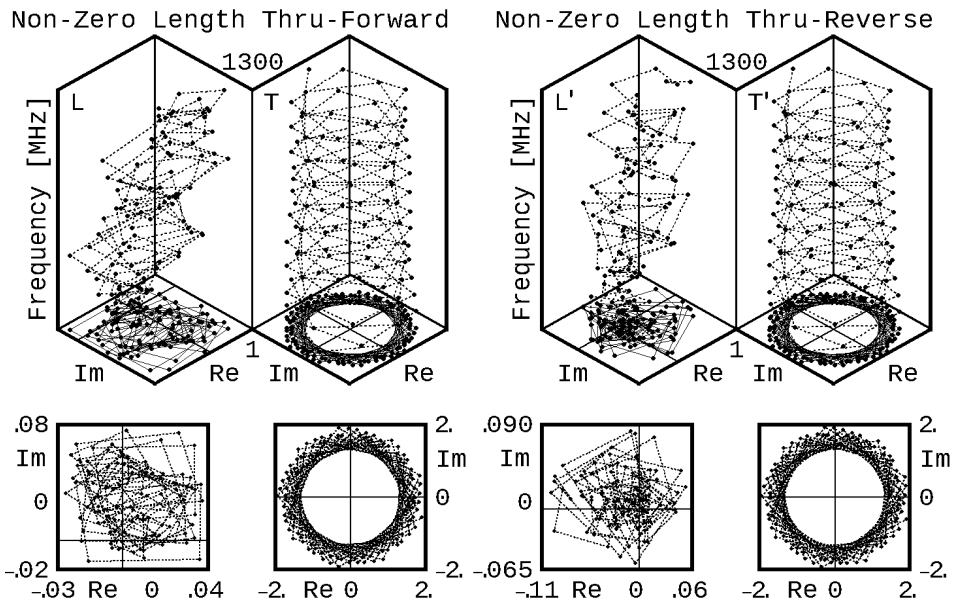 Non-Zero Length Thru-Forward
Non-Zero Length Thru-Reverse
1300
1300
L
T
L'
T'
Frequency [MHz]
Frequency [MHz]
1
1
Im
Re
Im
Re
Im
Re
Im
Re
.08
2.
.090
2.
Im
Im
Im
Im
0
0
0
0
-.02
-2.
-.065
-2.
-.03 Re 0 .04
-2. Re 0 2.
-.11 Re 0 .06
-2. Re 0 2.